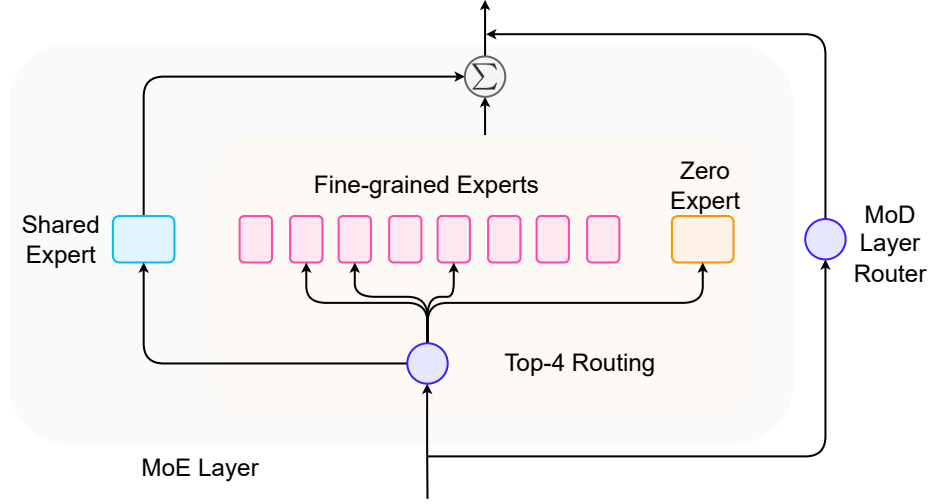 Σ
Fine-grained Experts
Zero
Expert
Shared
Expert
MoD
Layer
Router
Top-4 Routing
MoE Layer